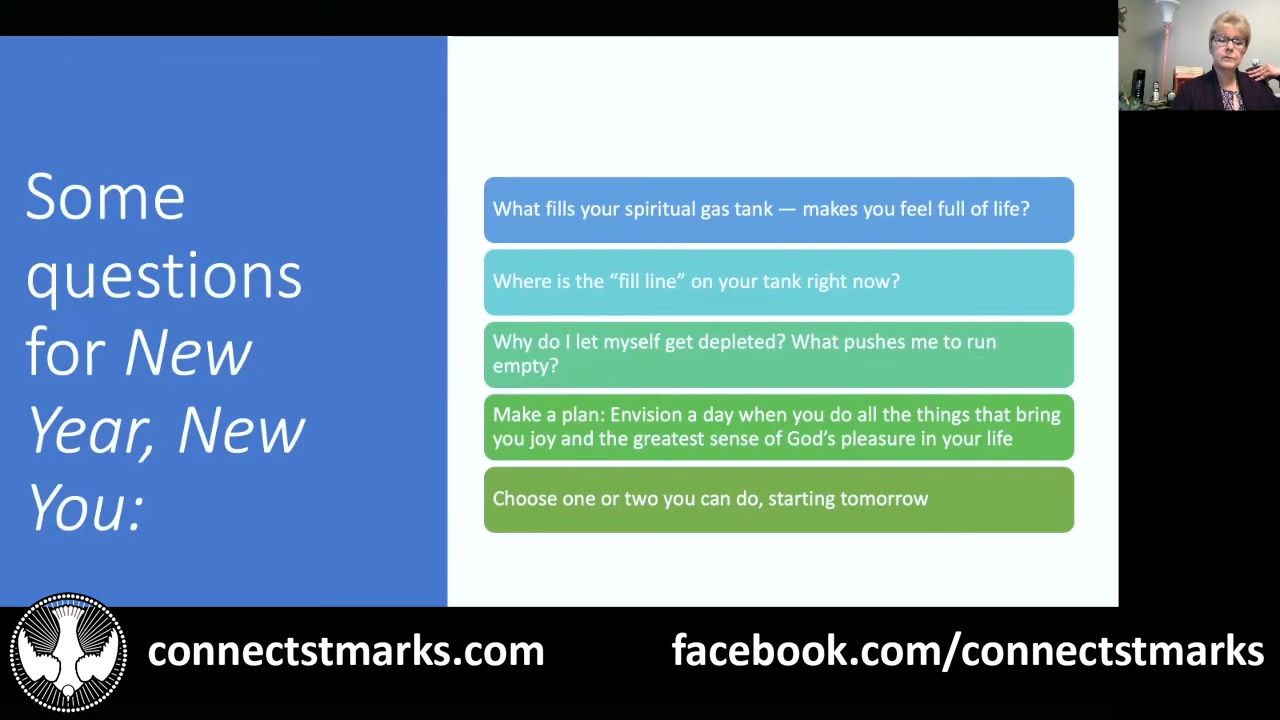 Some
questions
for New
Year, New
You:
What fills your spiritual gas tank — makes you feel full of life?
Where is the “fill line” on your tank right now?
Why do I let myself get depleted? What pushes me to run
empty?
Make a plan: Envision a day when you do all the things that bring
you joy and the greatest sense of God’s pleasure in your life
Choose one or two you can do, starting tomorrow
connectstmarks.com
facebook.com/connectstmarks